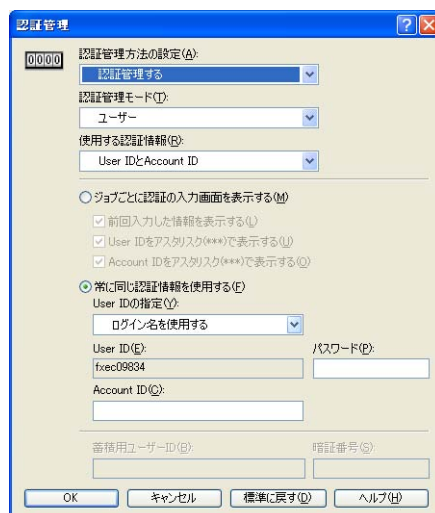 認証管理
0000
認証管理方法の設定(A):
認証管理する
認証管理モード(T):
ユーザー
使用する認証情報(R):
User IDとAccount ID
ジョブごとに認証の入力画面を表示する(M)
前回入力した情報を表示する(L)
User IDをアスタリスク(***)で表示する(U)
Account IDをアスタリスク(***)で表示する(O)
常に同じ認証情報を使用する(F)
User IDの指定(Y):
ログイン名を使用する
User ID(E): パスワード(P):
fxec09834
Account ID(C):
蓄積用ユーザーID(B): 暗証番号(S):
OK キャンセル 標準に戻す(D) ヘルプ(H)